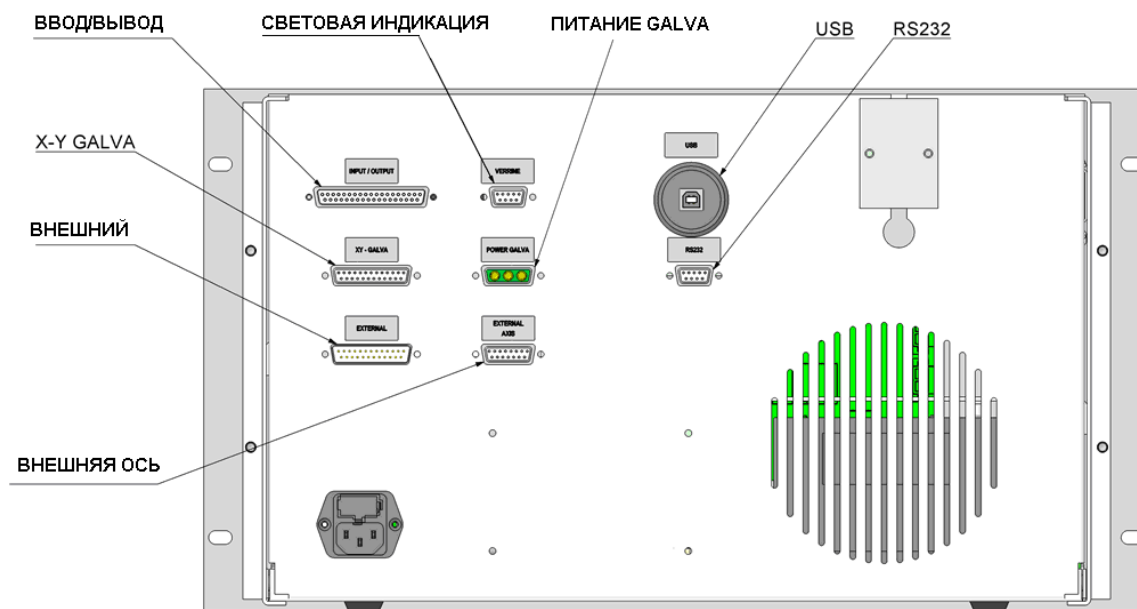 ВВОД/ВЫВОД
СВЕТОВАЯ ИНДИКАЦИЯ
ПИТАНИЕ GALVA
USB
RS232
X-Y GALVA
ВНЕШНИЙ
ВНЕШНЯЯ ОСЬ
INPUT / OUTPUT
VERRINE
USB
XY - GALVA
POWER GALVA
RS232
EXTERNAL
EXTERNAL
AXIS